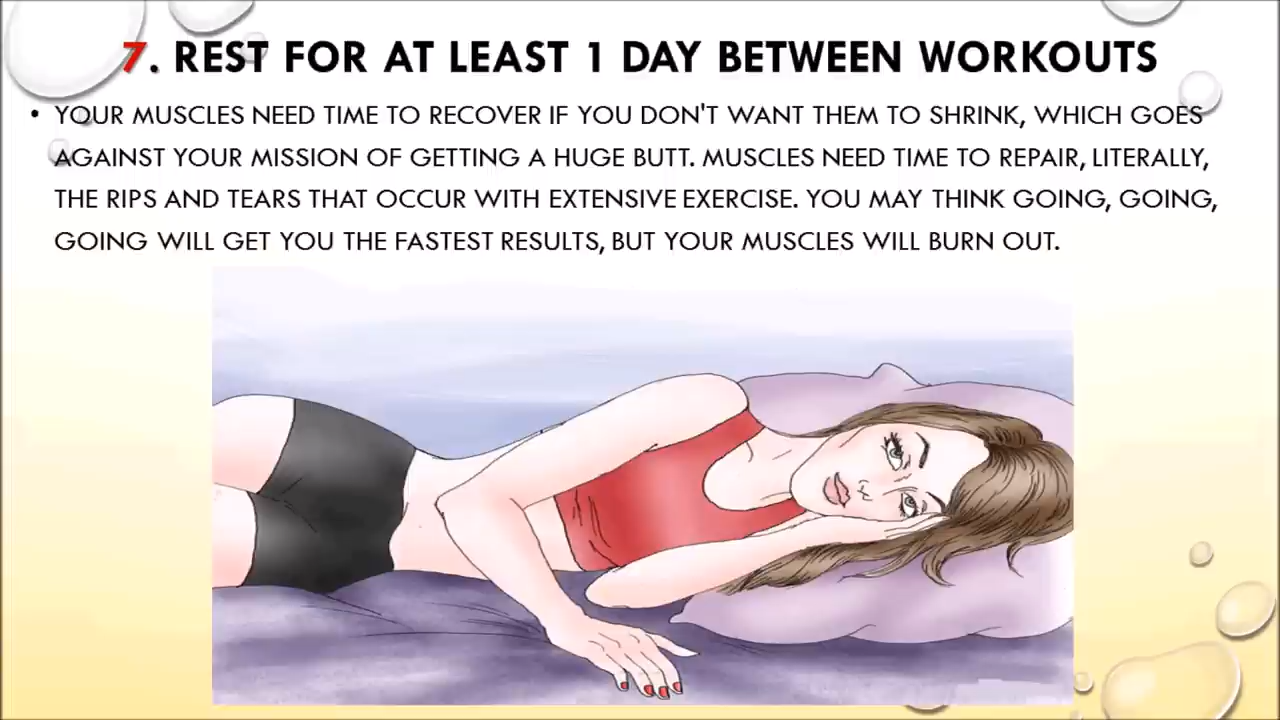 7. REST FOR AT LEAST 1 DAY BETWEEN WORKOUTS
• YOUR MUSCLES NEED TIME TO RECOVER IF YOU DON'T WANT THEM TO SHRINK, WHICH GOES
AGAINST YOUR MISSION OF GETTING A HUGE BUTT. MUSCLES NEED TIME TO REPAIR, LITERALLY,
THE RIPS AND TEARS THAT OCCUR WITH EXTENSIVE EXERCISE. YOU MAY THINK GOING, GOING,
GOING WILL GET YOU THE FASTEST RESULTS, BUT YOUR MUSCLES WILL BURN OUT.